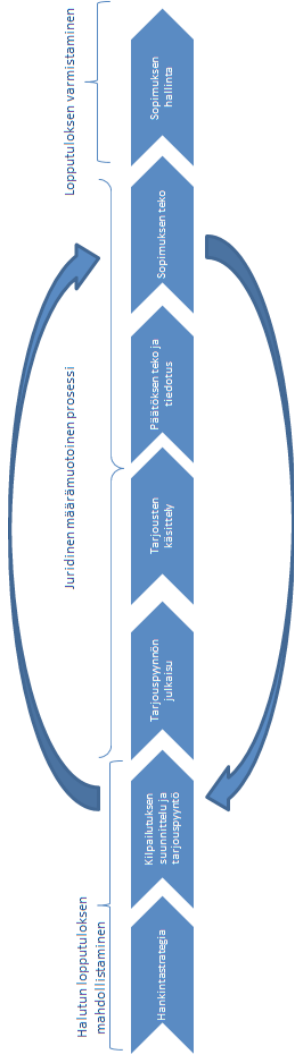 Halutun lopputuloksen
mahdollistaminen
Juridinen määrämuotoinen prosessi
Lopputuloksen varmistaminen
Hankintastrategia
Kilpailutuksen
suunnittelu ja
tarjouspyyntö
Tarjouspyynnön
julkaisu
Tarjousten
käsittely
Päätöksen teko ja
tiedotus
Sopimuksen teko
Sopimuksen
hallinta